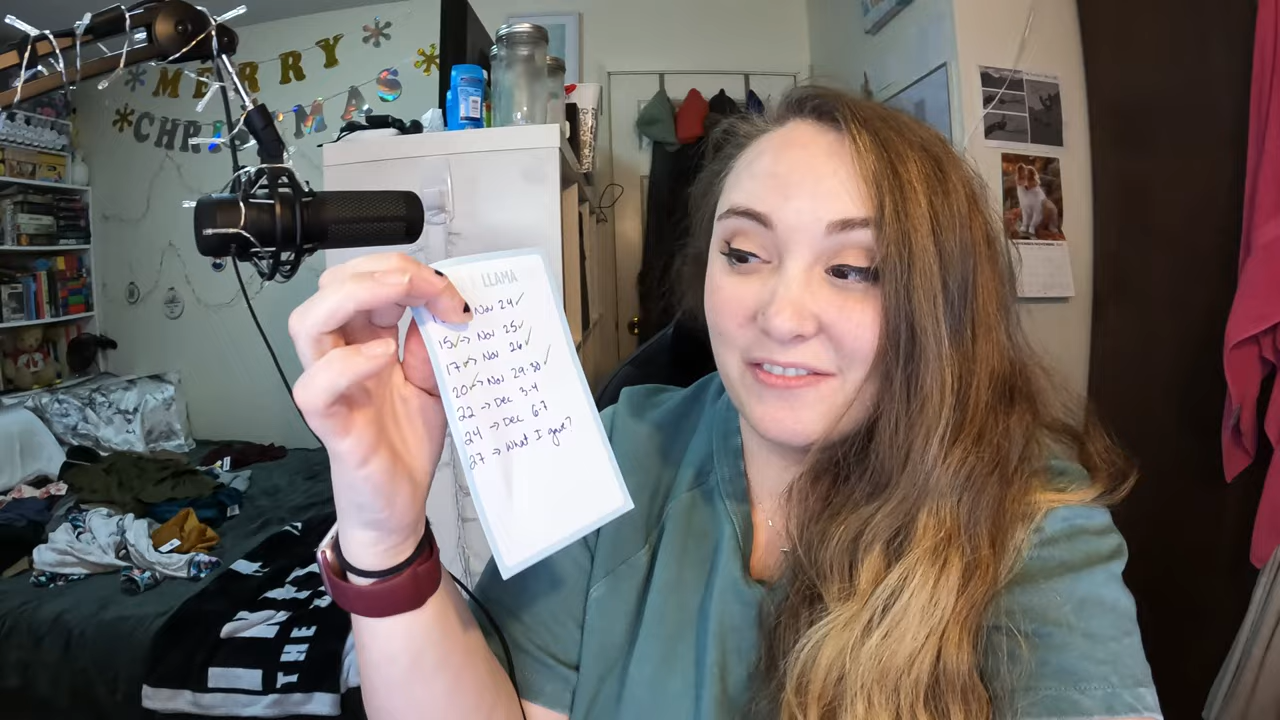 MERRY
CHRISTMAS
LLAMA
Nov 24 ✓
15 ✓ → Nov 25 ✓
17 ✓ → Nov 26 ✓
20 ✓ → Nov 29-30 ✓
22 → Dec 3-4
24 → Dec 6-7
27 → What I gave?
THE